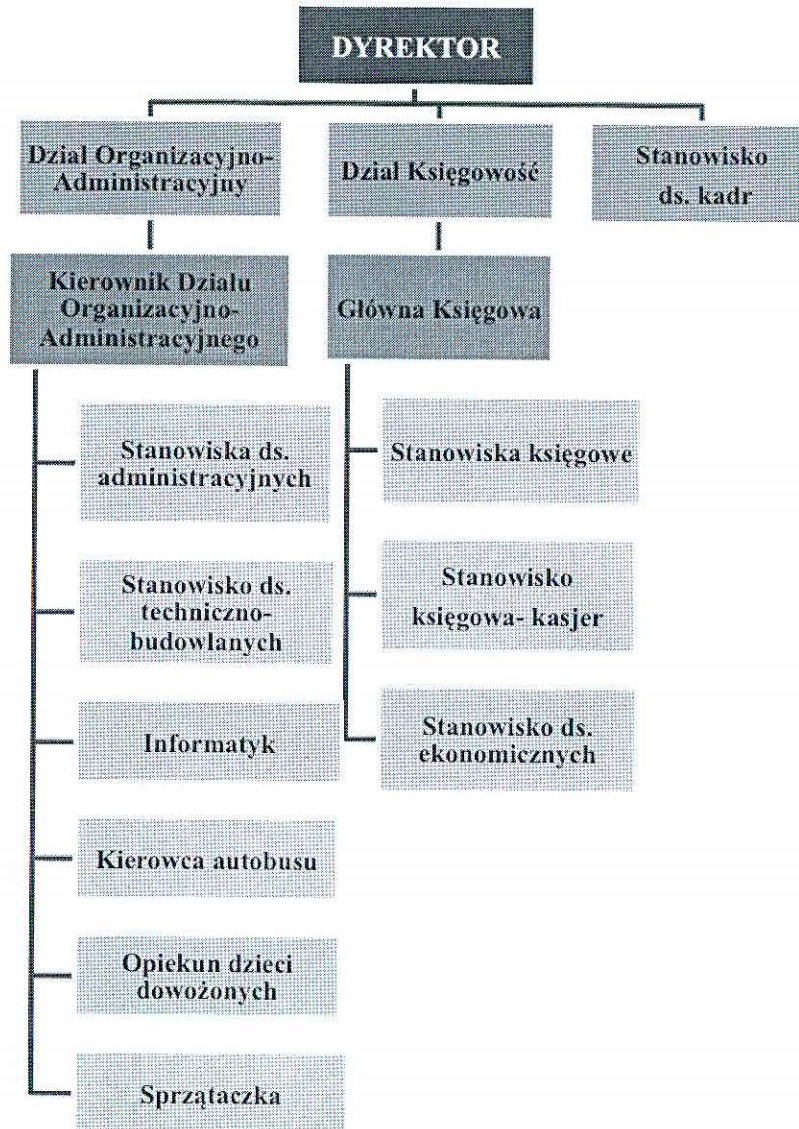 DYREKTOR
Dział Organizacyjno-
Administracyjny
Dział Księgowość
Stanowisko
ds. kadr
Kierownik Działu
Organizacyjno-
Administracyjnego
Główna Księgowa
Stanowiska ds.
administracyjnych
Stanowisko ds.
techniczno-
budowlanych
Informatyk
Kierowca autobusu
Opiekun dzieci
dowożonych
Sprzątaczka
Stanowiska księgowe
Stanowisko
księgowa- kasjer
Stanowisko ds.
ekonomicznych